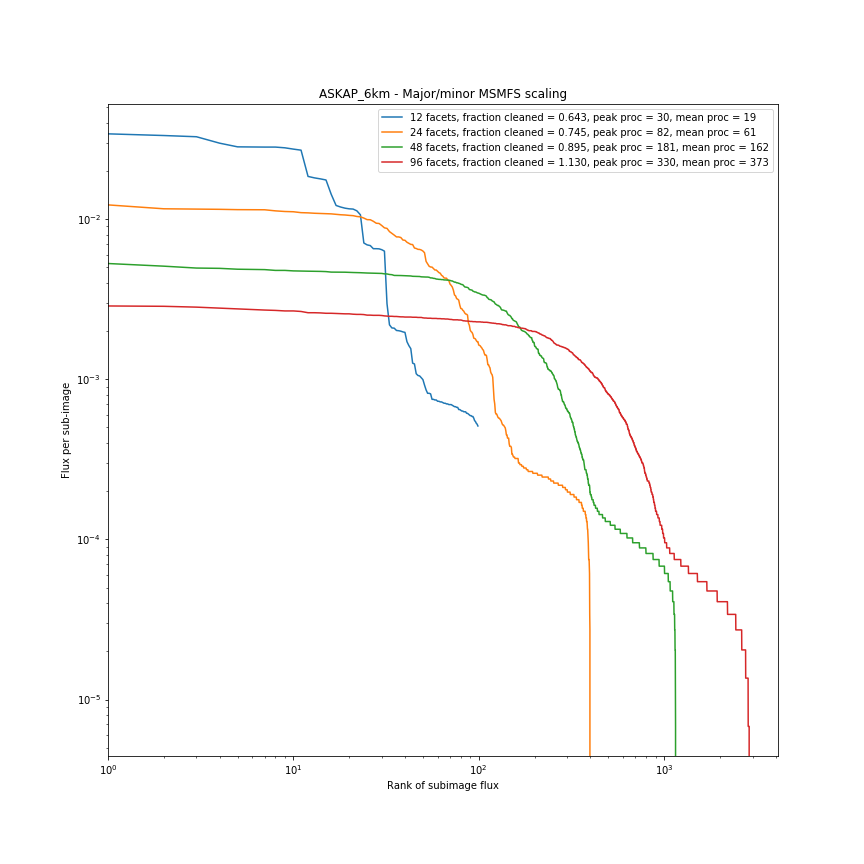 ASKAP_6km - Major/minor MSMFS scaling
12 facets, fraction cleaned = 0.643, peak proc = 30, mean proc = 19
24 facets, fraction cleaned = 0.745, peak proc = 82, mean proc = 61
48 facets, fraction cleaned = 0.895, peak proc = 181, mean proc = 162
96 facets, fraction cleaned = 1.130, peak proc = 330, mean proc = 373
Flux per sub-image
10⁻²
10⁻³
10⁻⁴
10⁻⁵
10⁰ 10¹ 10² 10³
Rank of subimage flux